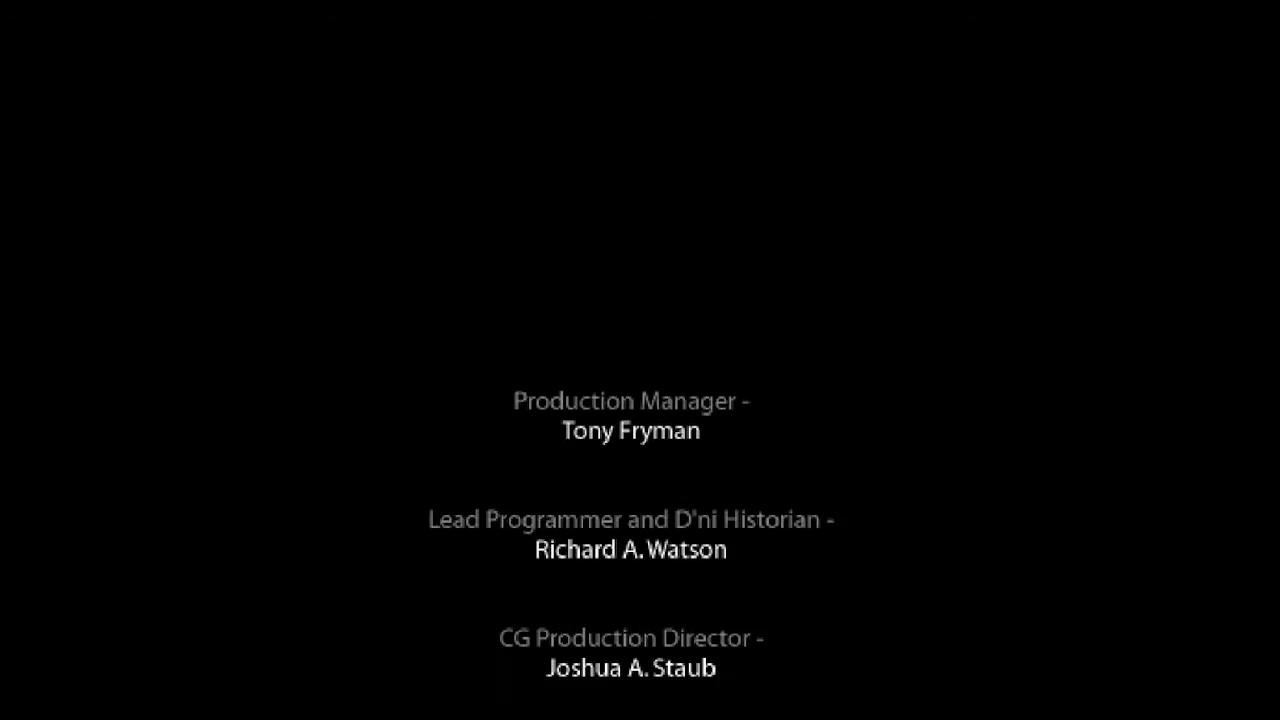 Production Manager -
Tony Fryman
Lead Programmer and D'ni Historian -
Richard A. Watson
CG Production Director -
Joshua A. Staub